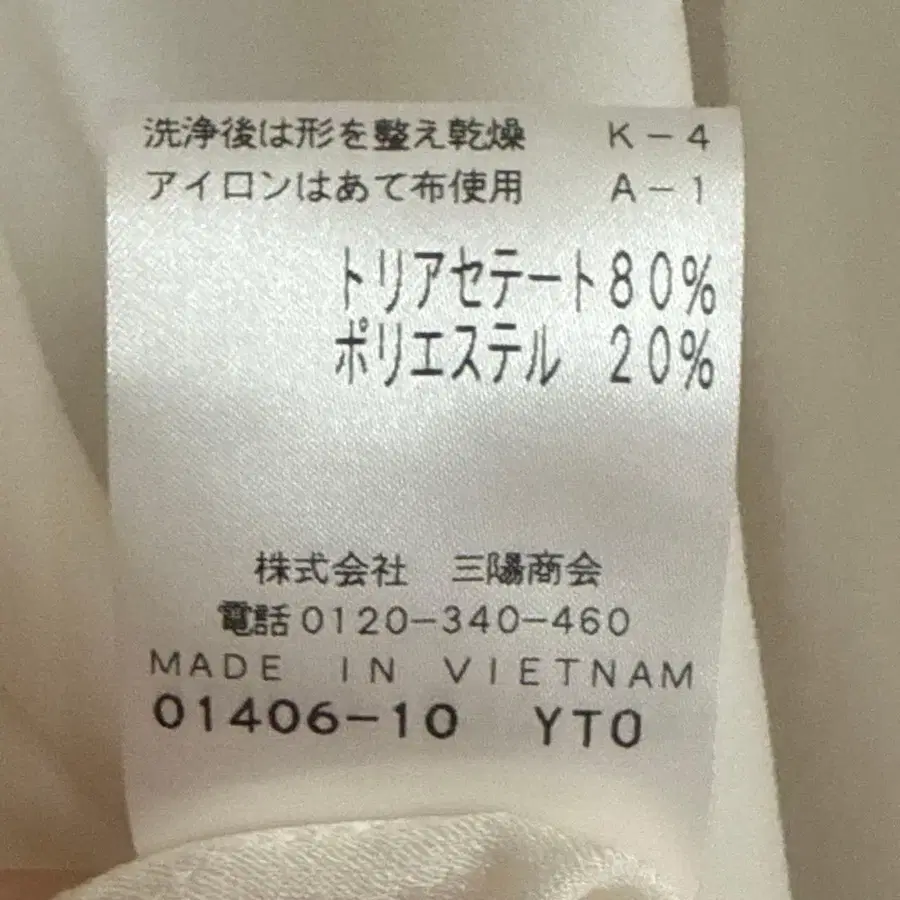 洗浄後は形を整え乾燥 K-4
アイロンはあて布使用 A-1
トリアセテート80%
ポリエステル 20%
株式会社 三陽商会
電話0120-340-460
MADE IN VIETNAM
01406-10 YTO